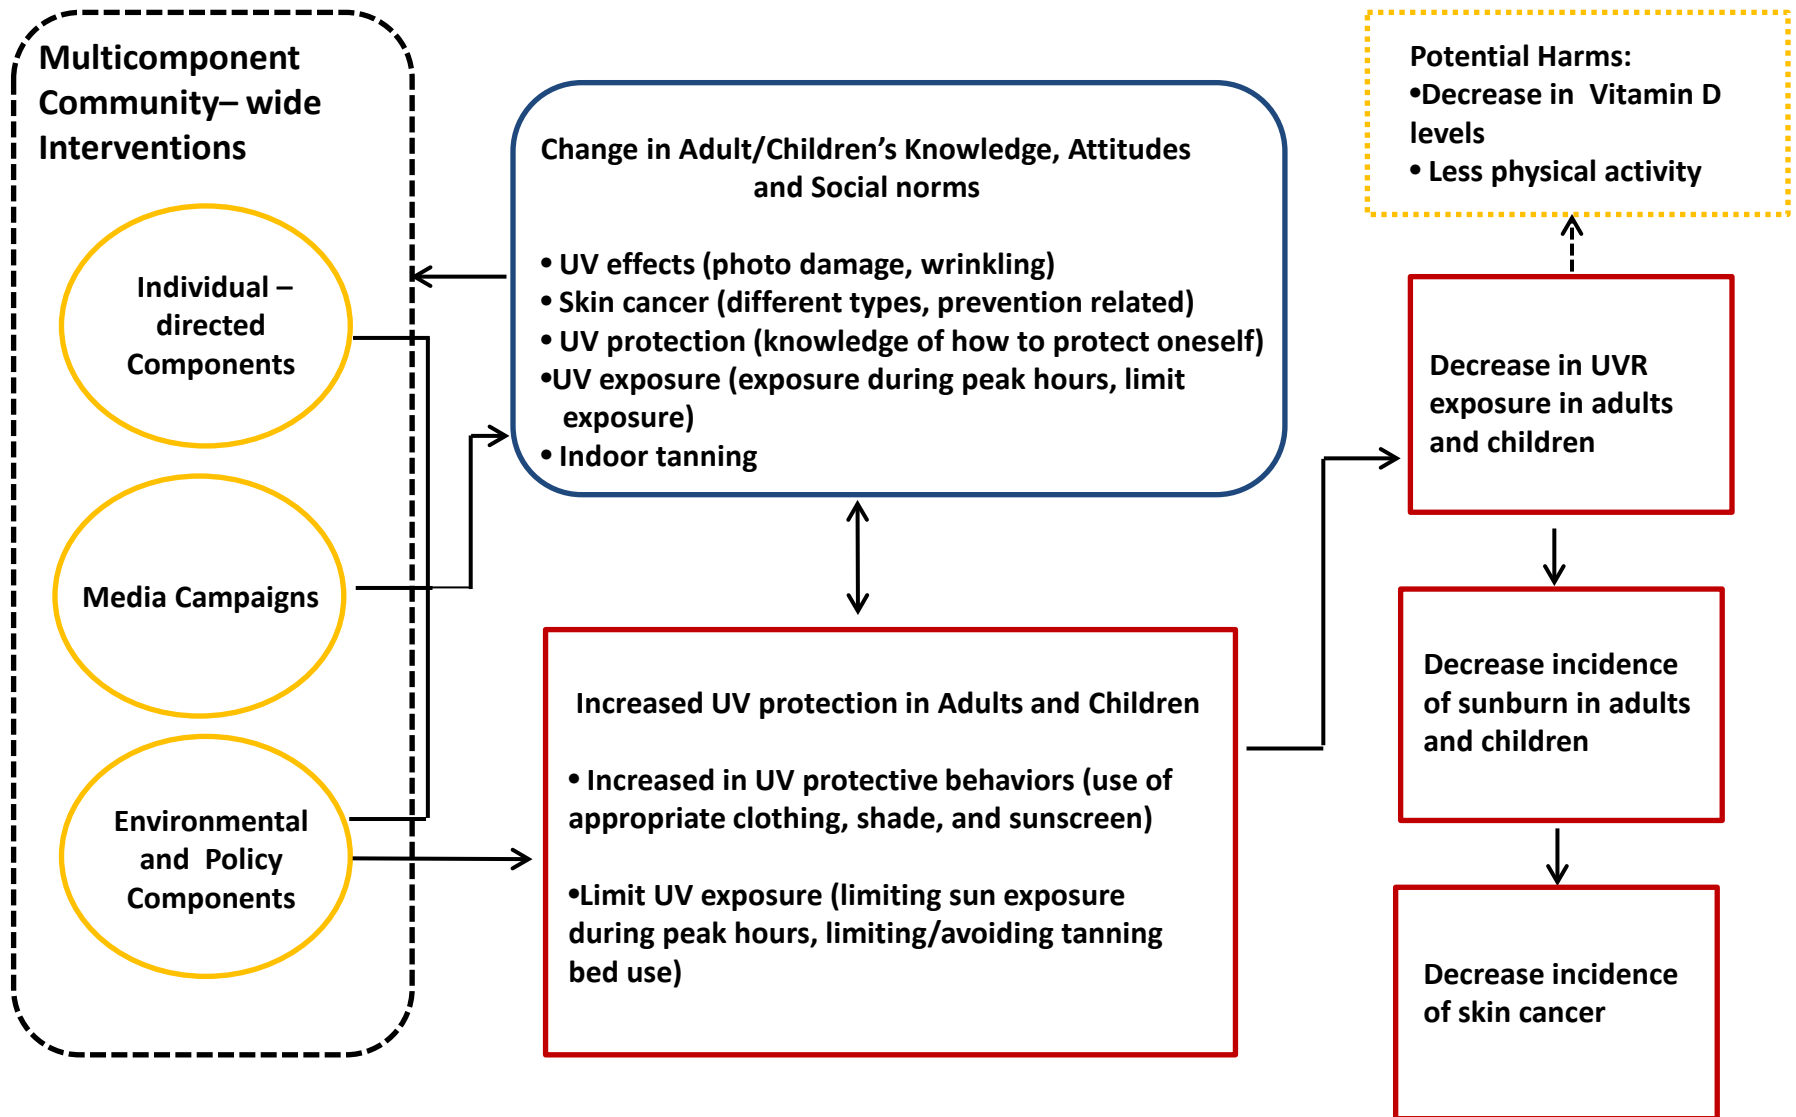 Multicomponent
Community– wide
Interventions
Individual –
directed
Components
Media Campaigns
Environmental
and Policy
Components
Change in Adult/Children’s Knowledge, Attitudes
and Social norms
• UV effects (photo damage, wrinkling)
• Skin cancer (different types, prevention related)
• UV protection (knowledge of how to protect oneself)
•UV exposure (exposure during peak hours, limit
exposure)
• Indoor tanning
Increased UV protection in Adults and Children
• Increased in UV protective behaviors (use of
appropriate clothing, shade, and sunscreen)
•Limit UV exposure (limiting sun exposure
during peak hours, limiting/avoiding tanning
bed use)
Potential Harms:
•Decrease in Vitamin D
levels
• Less physical activity
Decrease in UVR
exposure in adults
and children
Decrease incidence
of sunburn in adults
and children
Decrease incidence
of skin cancer